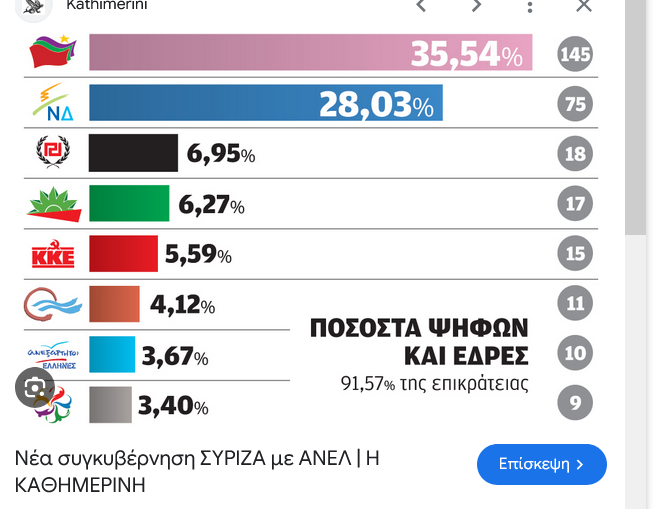 Kathimerini
35,54% 145
ΝΔ 28,03% 75
6,95% 18
6,27% 17
ΚΚΕ 5,59% 15
4,12% 11
ΑΝΕΞΑΡΤΗΤΟΙ ΕΛΛΗΝΕΣ 3,67% 10
3,40% 9
ΠΟΣΟΣΤΑ ΨΗΦΩΝ
ΚΑΙ ΕΔΡΕΣ
91,57% της επικράτειας
Νέα συγκυβέρνηση ΣΥΡΙΖΑ με ΑΝΕΛ | Η
ΚΑΘΗΜΕΡΙΝΗ
Επίσκεψη >